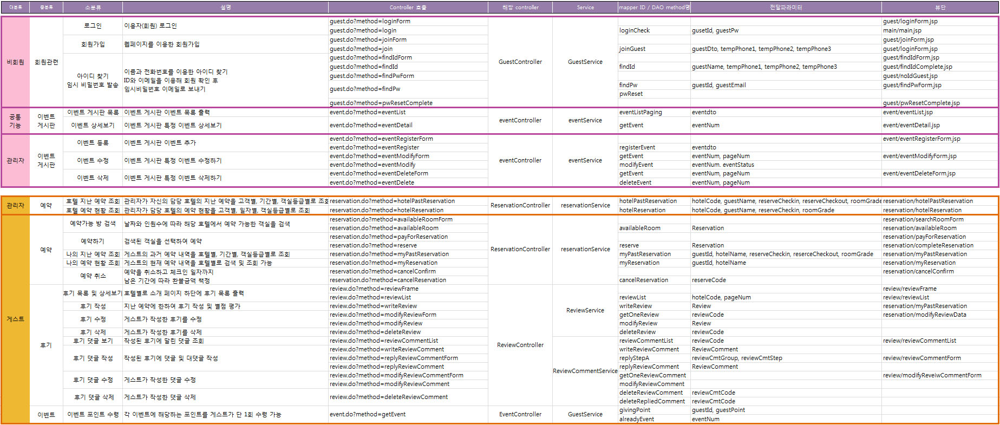 대분류 중분류 소분류 설명 Controller 호출 해당 controller Service mapper ID / DAO method명 전달파라미터 뷰단
비회원 회원관련 로그인 이용자(회원) 로그인 guest.do?method=loginForm GuestController GuestService guest/loginForm.jsp
guest.do?method=login loginCheck gusetId, guestPw main/main.jsp
회원가입 웹페이지를 이용한 회원가입 guest.do?method=joinForm guest/joinForm.jsp
guest.do?method=join joinGuest guestDto, tempPhone1, tempPhone2, tempPhone3 guset/loginForm.jsp
아이디 찾기
임시 비밀번호 발송
이름과 전화번호를 이용한 아이디 찾기
ID와 이메일을 이용해 회원 확인 후
임시비밀번호 이메일로 보내기
guest.do?method=findIdForm guest/findIdForm.jsp
guest.do?method=findId findId guestName, tempPhone1, tempPhone2, tempPhone3 guest/findIdComplete.jsp
guest.do?method=findPwForm guest/noIdGuest.jsp
guest.do?method=findPw findPw guestId, guestEmail guest/findPwForm.jsp
pwReset
guest.do?method=pwResetComplete guest/pwResetComplete.jsp
공통
기능
이벤트
게시판
이벤트 게시판 목록 이벤트 게시판 이벤트 목록 출력 event.do?method=eventList eventController eventService eventListPaging eventdto event/eventList.jsp
이벤트 상세보기 이벤트 게시판 특정 이벤트 상세보기 event.do?method=eventDetail getEvent eventNum event/eventDetail.jsp
관리자
이벤트
게시판
이벤트 등록 이벤트 게시판 이벤트 추가 event.do?method=eventRegisterForm eventController eventService event/eventRegisterForm.jsp
event.do?method=eventRegister registerEvent eventdto
이벤트 수정 이벤트 게시판 특정 이벤트 수정하기 event.do?method=eventModifyForm getEvent eventNum, pageNum event/eventModifyForm.jsp
event.do?method=eventModify modifyEvent eventNum. eventStatus
이벤트 삭제 이벤트 게시판 특정 이벤트 삭제하기 event.do?method=eventDeleteForm getEvent eventNum, pageNum event/eventDeleteForm.jsp
event.do?method=eventDelete deleteEvent eventNum, pageNum
관리자 예약 호텔 지난 예약 조회 관리자가 자신의 담당 호텔의 지난 예약을 고객별, 기간별, 객실등급별로 조회 reservation.do?method=hotelPastReservation ReservationController reservationService hotelPastReservation hotelCode, guestName, reserveCheckin, reserveCheckout, roomGrade reservation/hotelPastReservation
호텔 예약 현황 조회 관리자가 담당 호텔의 예약 현황을 고객별, 일자별, 객실등급별로 조회 reservation.do?method=hotelReservation hotelReservation hotelCode, guestName, reserveCheckin, roomGrade reservation/hotelReservation
게스트 예약 예약가능 방 검색 날짜와 인원수에 따라 해당 호텔에서 예약 가능한 객실을 검색 reservation.do?method=availableRoomForm ReservationController reservationService reservation/searchRoomForm
reservation.do?method=availableRoom availableRoom Reservation reservation/availableRoom
예약하기 검색된 객실을 선택하여 예약 reservation.do?method=payForReservation reservation/payForReservation
reservation.do?method=reserve reserve Reservation reservation/completeReservation
나의 지난 예약 조회 게스트의 과거 예약 내역을 호텔별, 기간별, 객실등급별로 조회 reservation.do?method=myPastReservation myPastReservation guestId, hotelName, reserveCheckin, reserceCheckout, roomGrade reservation/myPastReservation
나의 예약 현황 조회 게스트의 현재 예약 내역을 호텔별로 검색 및 조회 가능 reservation.do?method=myReservation myReservation guestId, hotelName reservation/myReservation
예약 취소
예약을 취소하고 체크인 일자까지
남은 기간에 따라 환불금액 책정
reservation.do?method=cancelConfirm reservation/cancelConfirm
reservation.do?method=cancelReservation cancelReservation reserveCode
후기 후기 목록 및 상세보기 호텔별로 소개 페이지 하단에 후기 목록 출력 review.do?method=reviewFrame ReviewController ReviewService review/reviewFrame
review.do?method=reviewList reviewList hotelCode, pageNum review/reviewList
후기 작성 지난 예약에 한하여 후기 작성 및 별점 평가 review.do?method=writeReview writeReview Review reservation/myPastReservation
후기 수정 게스트가 작성한 후기를 수정 review.do?method=modifyReviewForm getOneReview reviewCode reservation/modifyReviewData
review.do?method=modifyReview modifyReview Review
후기 삭제 게스트가 작성한 후기를 삭제 review.do?method=deleteReview deleteReview reviewCode
후기 댓글 보기 작성된 후기에 달린 댓글 조회 review.do?method=reviewCommentList ReviewCommentService reviewCommentList reviewCode review/reviewCommentList
후기 댓글 작성 작성된 후기에 댓글 및 대댓글 작성 review.do?method=writeReviewComment writeReviewComment ReviewComment
review.do?method=replyReviewCommentForm replyStepA reviewCmtGroup, reviewCmtStep review/reviewCommentForm
review.do?method=replyReviewComment replyReviewComment ReviewComment
후기 댓글 수정 게스트가 작성한 댓글 수정 review.do?method=modifyReviewCommentForm getOneReviewComment review/modifyReveiwCommentForm
review.do?method=modifyReviewComment modifyReviewComment
후기 댓글 삭제 게스트가 작성한 댓글 삭제 review.do?method=deleteReviewComment deleteReviewComment reviewCmtCode
deleteRepliedComment reviewCmtCode
이벤트 이벤트 포인트 수령 각 이벤트에 해당하는 포인트를 게스트가 단 1회 수령 가능 event.do?method=getEvent EventController GuestService givingPoint guestId, guestPoint
alreadyEvent eventNum